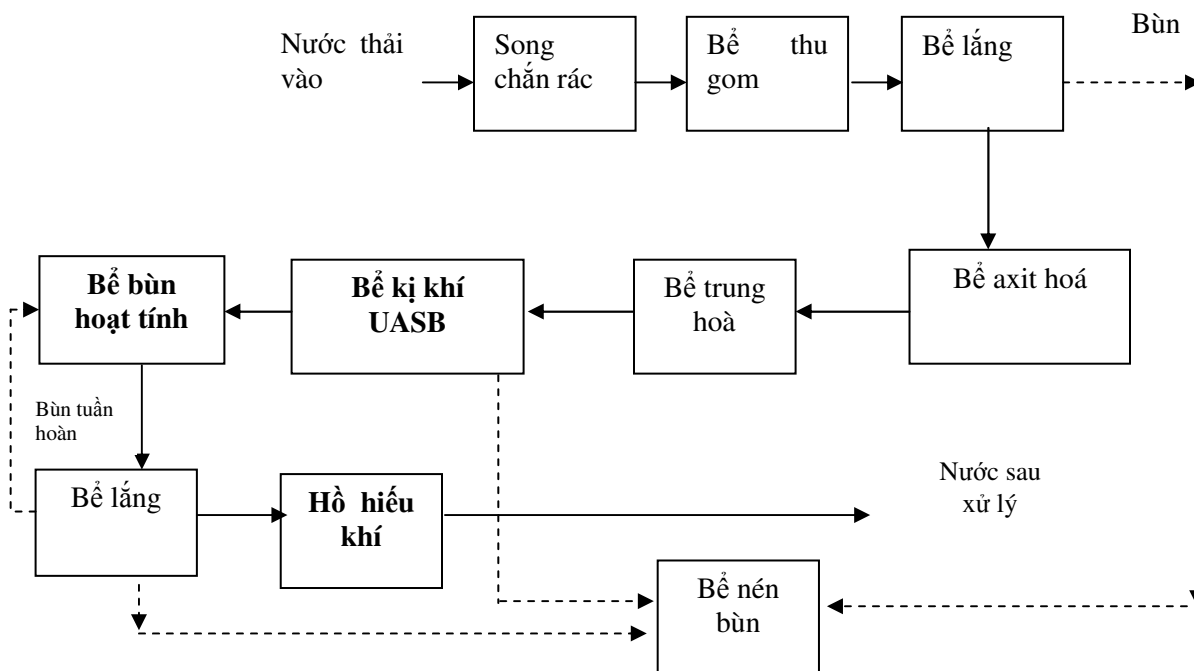 Nước thải
vào
Song
chắn rác
Bể thu
gom
Bể lắng
Bùn
Bể bùn
hoạt tính
Bể kị khí
UASB
Bể trung
hoà
Bể axit hoá
Bùn tuần
hoàn
Bể lắng
Hồ hiếu
khí
Nước sau
xử lý
Bể nén
bùn